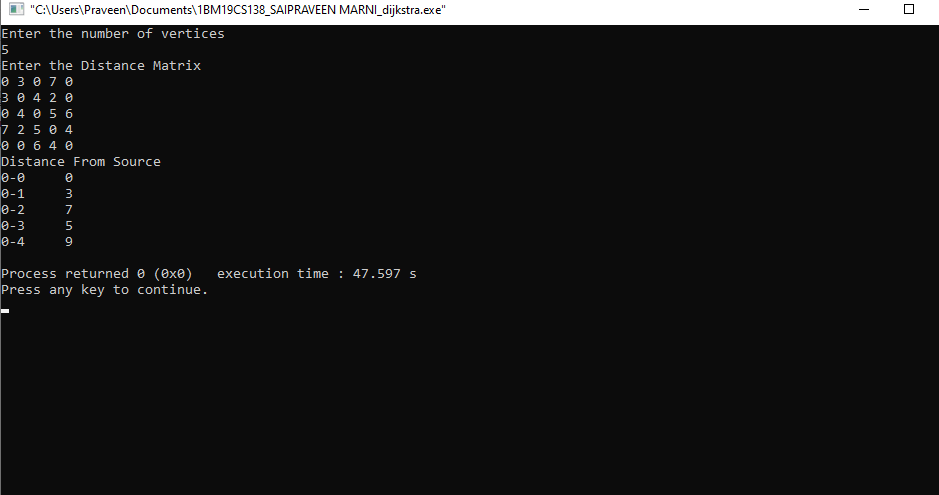 "C:\Users\Praveen\Documents\1BM19CS138_SAIPRAVEEN MARNI_dijkstra.exe"
Enter the number of vertices
5
Enter the Distance Matrix
0 3 0 7 0
3 0 4 2 0
0 4 0 5 6
7 2 5 0 4
0 0 6 4 0
Distance From Source
0-0     0
0-1     3
0-2     7
0-3     5
0-4     9
Process returned 0 (0x0)   execution time : 47.597 s
Press any key to continue.